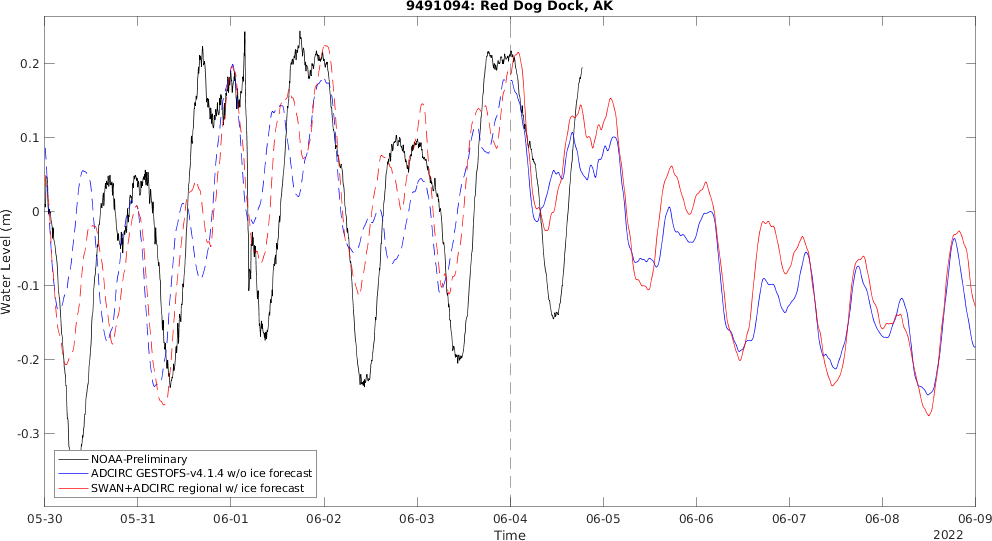 9491094: Red Dog Dock, AK
Water Level (m)
0.2
0.1
0
-0.1
-0.2
-0.3
NOAA-Preliminary
ADCIRC GESTOFS-v4.1.4 w/o ice forecast
SWAN+ADCIRC regional w/ ice forecast
05-30 05-31 06-01 06-02 06-03 06-04 06-05 06-06 06-07 06-08 06-09
Time
2022